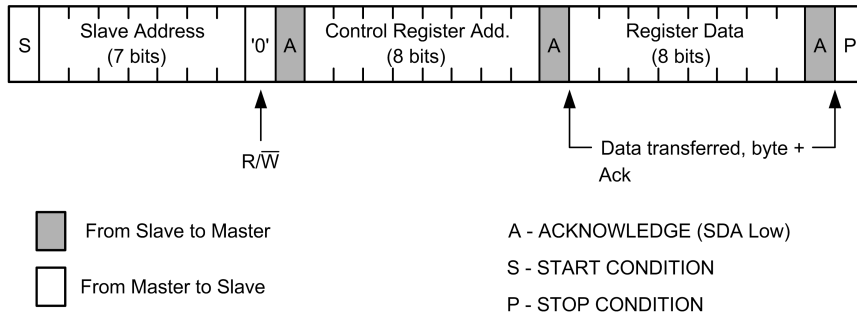 S Slave Address (7 bits) '0' A Control Register Add. (8 bits) A Register Data (8 bits) A P
R/W̅
Data transferred, byte +
Ack
From Slave to Master
From Master to Slave
A - ACKNOWLEDGE (SDA Low)
S - START CONDITION
P - STOP CONDITION